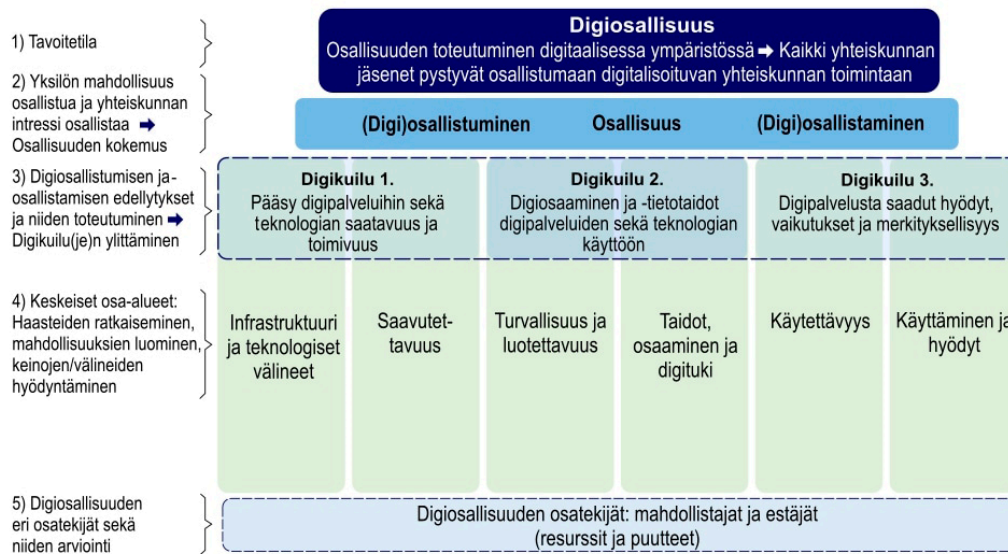 1) Tavoitetila
Digiosallisuus
Osallisuuden toteutuminen digitaalisessa ympäristössä ➡ Kaikki yhteiskunnan
jäsenet pystyvät osallistumaan digitalisoituvan yhteiskunnan toimintaan
2) Yksilön mahdollisuus
osallistua ja yhteiskunnan
intressi osallistaa ➡
Osallisuuden kokemus
(Digi)osallistuminen Osallisuus (Digi)osallistaminen
3) Digiosallistumisen ja-
osallistamisen edellytykset
ja niiden toteutuminen ➡
Digikuilu(je)n ylittäminen
Digikuilu 1.
Pääsy digipalveluihin sekä
teknologian saatavuus ja
toimivuus
Digikuilu 2.
Digiosaaminen ja -tietotaidot
digipalveluiden sekä teknologian
käyttöön
Digikuilu 3.
Digipalvelusta saadut hyödyt,
vaikutukset ja merkityksellisyys
4) Keskeiset osa-alueet:
Haasteiden ratkaiseminen,
mahdollisuuksien luominen,
keinojen/välineiden
hyödyntäminen
Infrastruktuuri
ja teknologiset
välineet
Saavutet-
tavuus
Turvallisuus ja
luotettavuus
Taidot,
osaaminen ja
digituki
Käytettävyys
Käyttäminen ja
hyödyt
5) Digiosallisuuden
eri osatekijät sekä
niiden arviointi
Digiosallisuuden osatekijät: mahdollistajat ja estäjät
(resurssit ja puutteet)